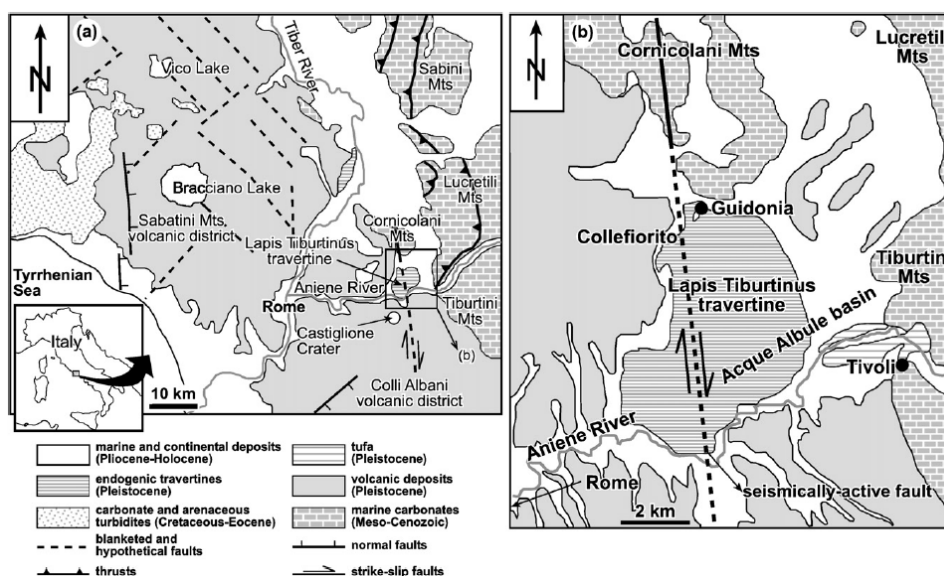 (a)
N
Vico Lake
Tiber River
Sabini
Mts
Bracciano Lake
Sabatini Mts.
volcanic district
Lucretili
Mts
Cornicolani
Mts
Lapis Tiburtinus
travertine
Tyrrhenian
Sea
Aniene River
Rome
Tiburtini
Mts
Castiglione
Crater
(b)
Italy
Colli Albani
volcanic district
10 km
(b)
N
Cornicolani Mts
Lucretili
Mts
Guidonia
Collefiorito
Tiburtini
Mts
Lapis Tiburtinus
travertine
Acque Albule basin
Tivoli
Aniene River
Rome
seismically-active fault
2 km
marine and continental deposits
(Pliocene-Holocene)
tufa
(Pleistocene)
endogenic travertines
(Pleistocene)
volcanic deposits
(Pleistocene)
carbonate and arenaceous
turbidites (Cretaceous-Eocene)
marine carbonates
(Meso-Cenozoic)
blanketed and
hypothetical faults
normal faults
thrusts
strike-slip faults